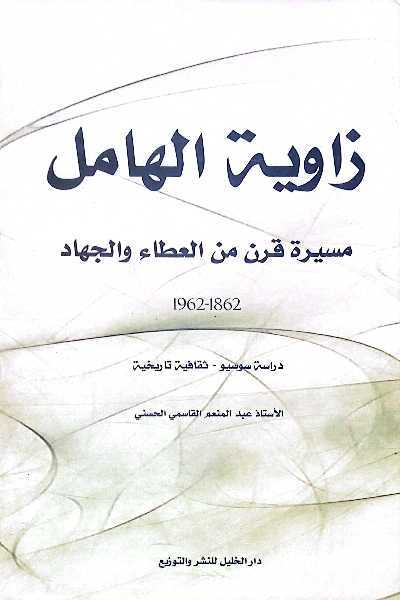 زاوية الهامل
مسيرة قرن من العطاء والجهاد
1962-1862
دراسة سوسيو - ثقافية تاريخية
الأستاذ عبد المنعم القاسمي الحسني
دار الخليل للنشر والتوزيع